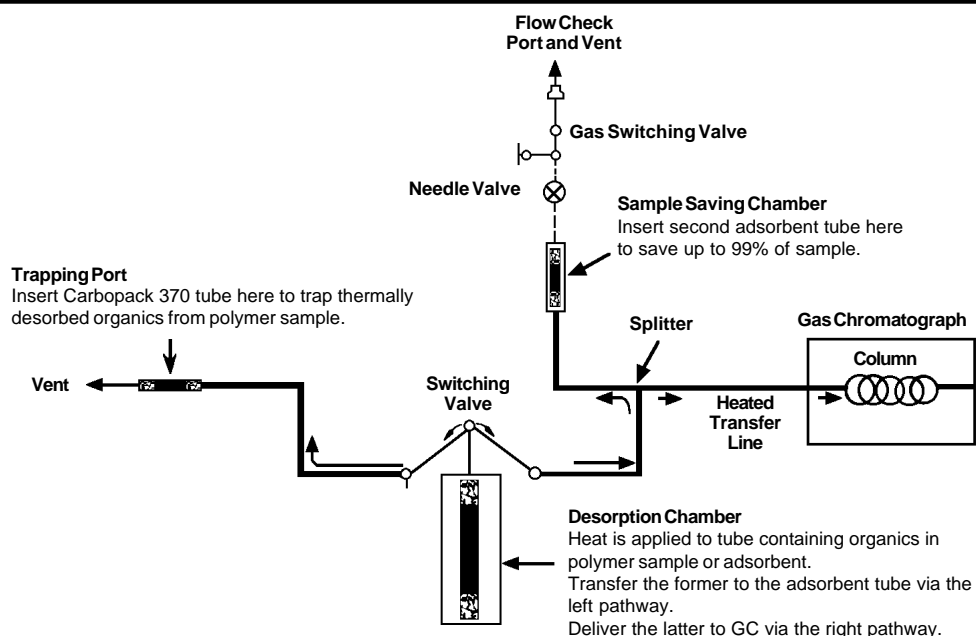 Flow Check
Port and Vent
Gas Switching Valve
Needle Valve
Sample Saving Chamber
Insert second adsorbent tube here
to save up to 99% of sample.
Trapping Port
Insert Carbopack 370 tube here to trap thermally
desorbed organics from polymer sample.
Splitter
Gas Chromatograph
Column
Vent
Switching
Valve
Heated
Transfer
Line
Desorption Chamber
Heat is applied to tube containing organics in
polymer sample or adsorbent.
Transfer the former to the adsorbent tube via the
left pathway.
Deliver the latter to GC via the right pathway.